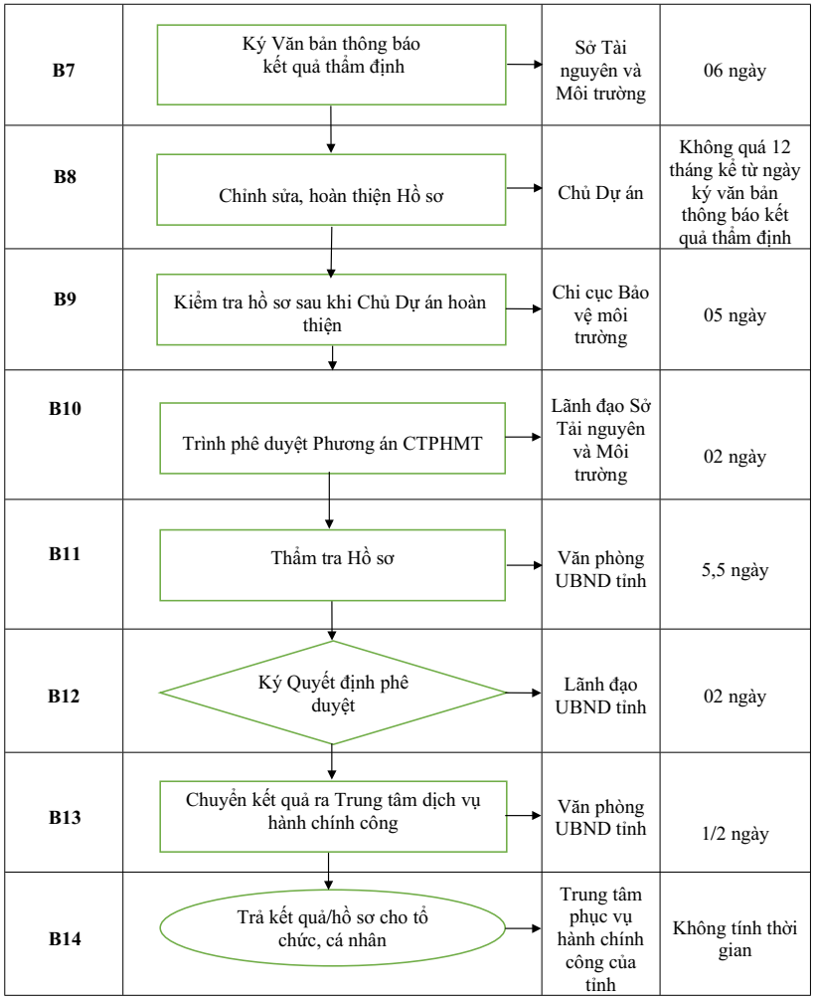 B7
Ký Văn bản thông báo
kết quả thẩm định
Sở Tài
nguyên và
Môi trường
06 ngày
B8
Chỉnh sửa, hoàn thiện Hồ sơ
Chủ Dự án
Không quá 12
tháng kể từ ngày
ký văn bản
thông báo kết
quả thẩm định
B9
Kiểm tra hồ sơ sau khi Chủ Dự án hoàn
thiện
Chi cục Bảo
vệ môi
trường
05 ngày
B10
Trình phê duyệt Phương án CTPHMT
Lãnh đạo Sở
Tải nguyên
và Môi
trường
02 ngày
B11
Thẩm tra Hồ sơ
Văn phòng
UBND tỉnh
5,5 ngày
B12
Ký Quyết định phê
duyệt
Lãnh đạo
UBND tỉnh
02 ngày
B13
Chuyển kết quả ra Trung tâm dịch vụ
hành chính công
Văn phòng
UBND tỉnh
1/2 ngày
B14
Trả kết quả/hồ sơ cho tổ
chức, cá nhân
Trung tâm
phục vụ
hành chính
công của
tỉnh
Không tính thời
gian